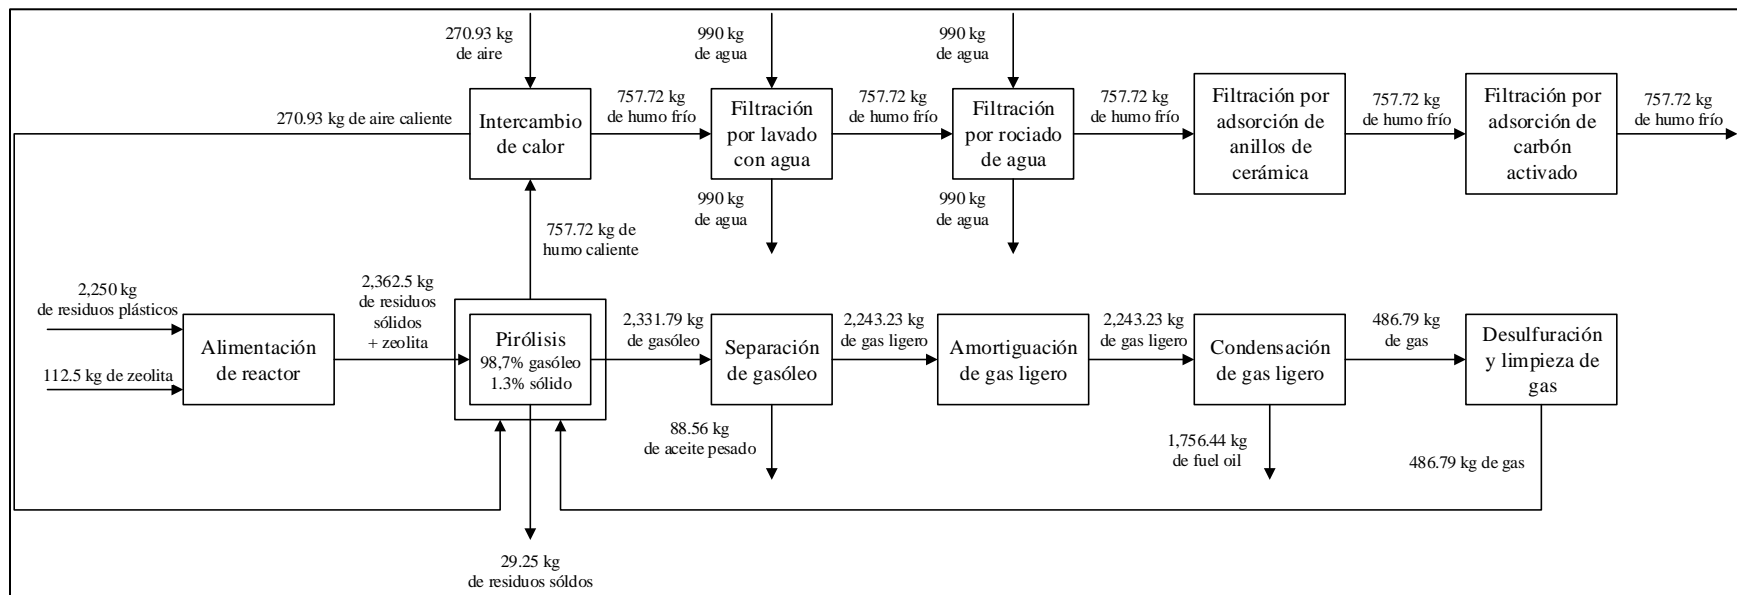 270.93 kg
de aire
990 kg
de agua
990 kg
de agua
270.93 kg de aire caliente
Intercambio
de calor
757.72 kg
de humo frío
Filtración
por lavado
con agua
757.72 kg
de humo frío
Filtración
por rociado
de agua
757.72 kg
de humo frío
Filtración por
adsorción de
anillos de
cerámica
757.72 kg
de humo frío
Filtración por
adsorción de
carbón
activado
757.72 kg
de humo frío
990 kg
de agua
990 kg
de agua
757.72 kg de
humo caliente
2,250 kg
de residuos plásticos
112.5 kg de zeolita
Alimentación
de reactor
2,362.5 kg
de residuos
sólidos
+ zeolita
Pirólisis
98,7% gasóleo
1.3% sólido
2,331.79 kg
de gasóleo
Separación
de gasóleo
2,243.23 kg
de gas ligero
Amortiguación
de gas ligero
2,243.23 kg
de gas ligero
Condensación
de gas ligero
486.79 kg
de gas
Desulfuración
y limpieza de
gas
88.56 kg
de aceite pesado
1,756.44 kg
de fuel oil
486.79 kg de gas
29.25 kg
de residuos sóldos